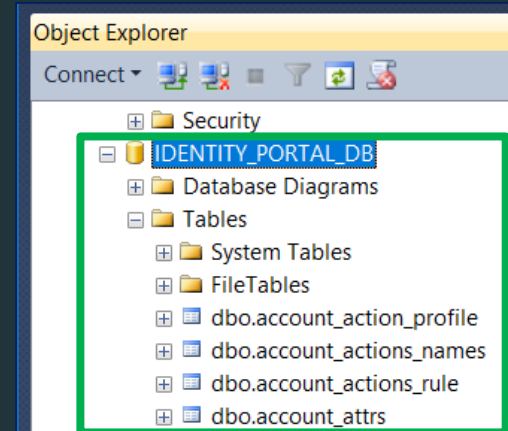 Object Explorer
Connect
Security
IDENTITY_PORTAL_DB
Database Diagrams
Tables
System Tables
FileTables
dbo.account_action_profile
dbo.account_actions_names
dbo.account_actions_rule
dbo.account_attrs